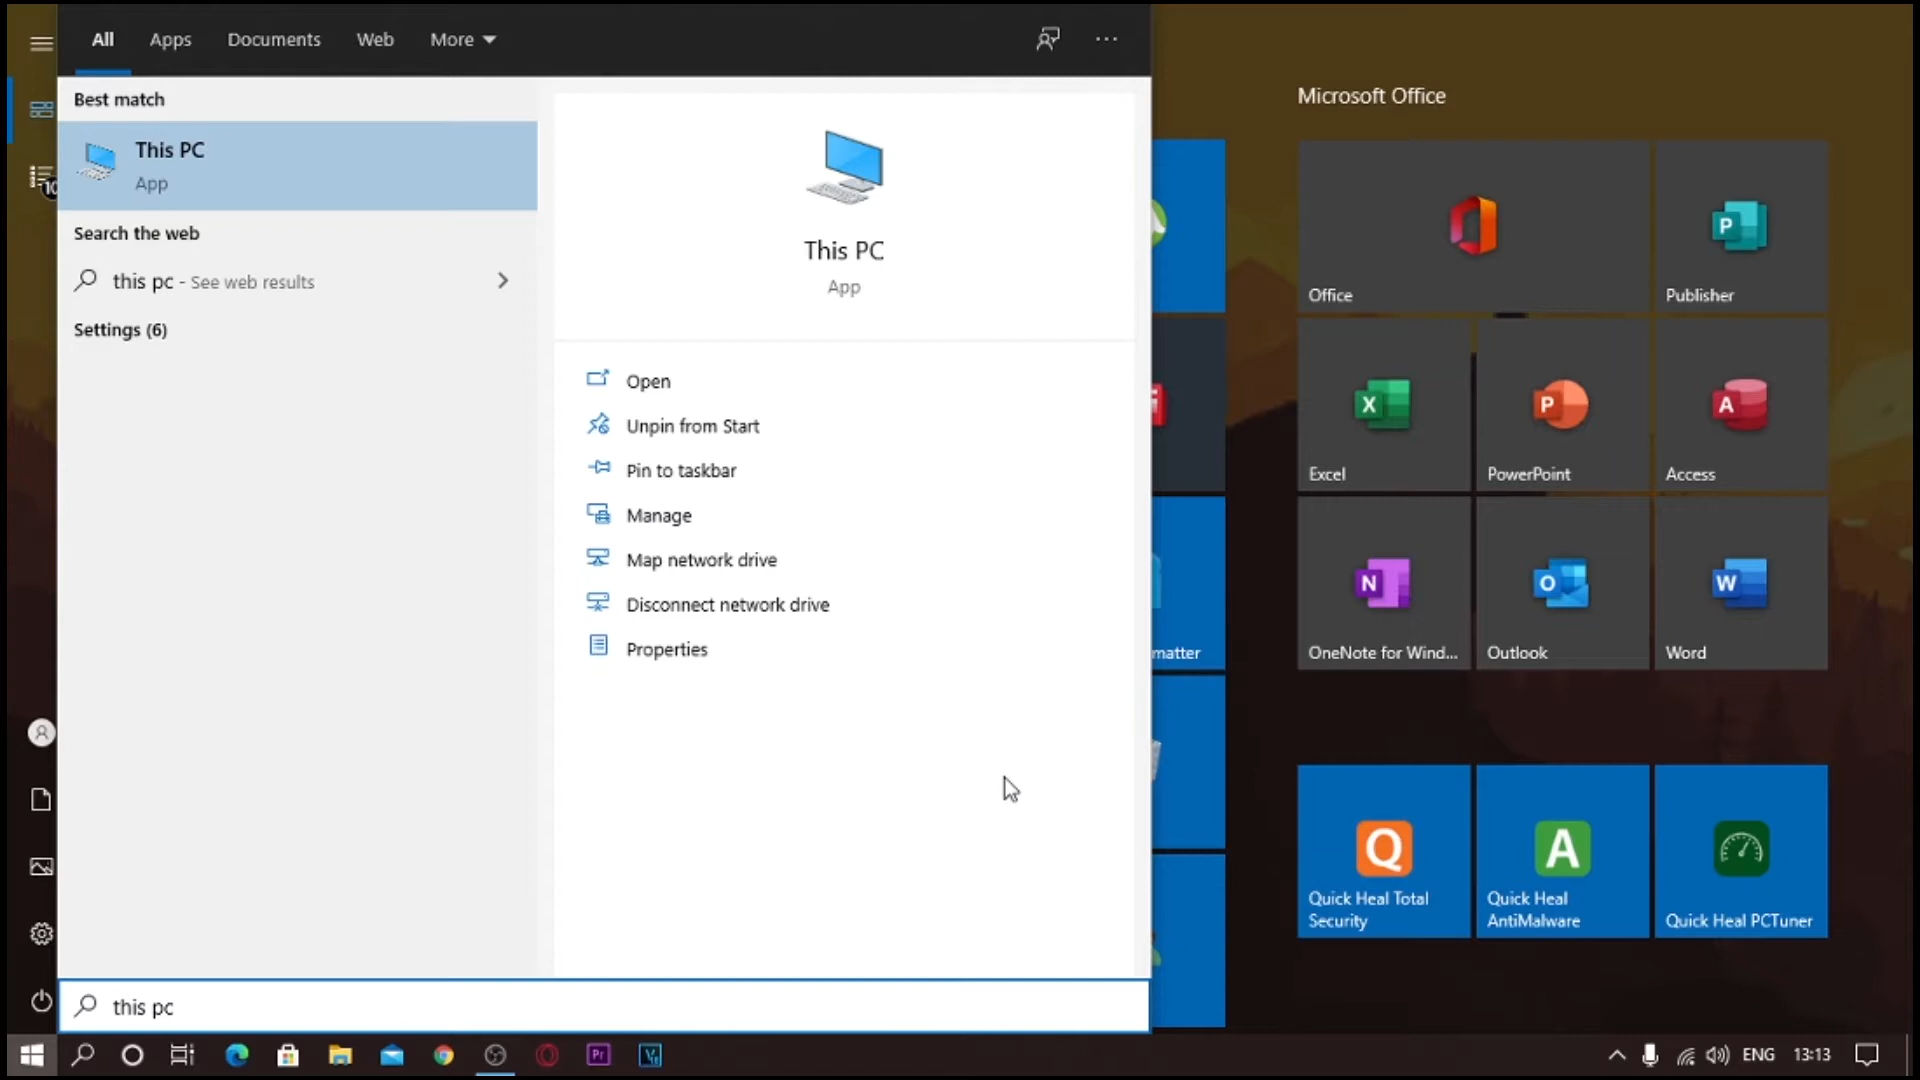 All
Apps
Documents
Web
More
Best match
This PC
App
Search the web
this pc - See web results
Settings (6)
This PC
App
Open
Unpin from Start
Pin to taskbar
Manage
Map network drive
Disconnect network drive
Properties
this pc
10
matter
Microsoft Office
Office
P
Publisher
X
Excel
P
PowerPoint
A
Access
N
OneNote for Wind...
O
Outlook
W
Word
Q
Quick Heal Total
Security
A
Quick Heal
AntiMalware
Quick Heal PCTuner
Pr
ENG
13:13